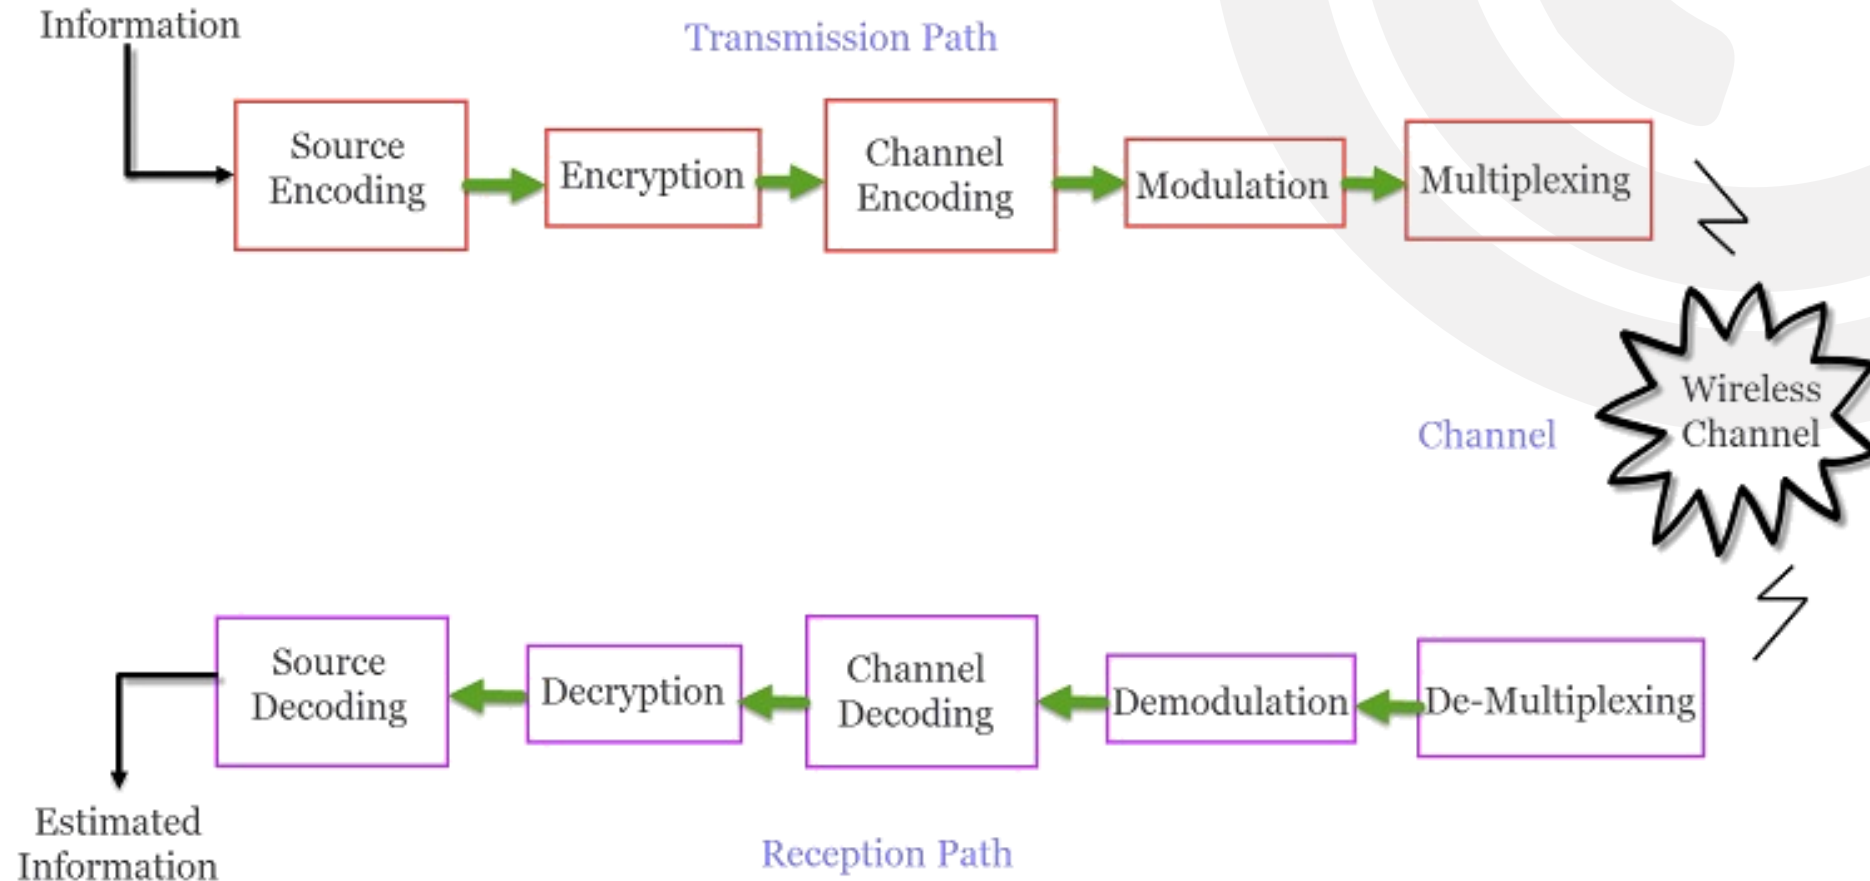 Information
Transmission Path
Source
Encoding
Encryption
Channel
Encoding
Modulation
Multiplexing
Wireless
Channel
Channel
Source
Decoding
Decryption
Channel
Decoding
Demodulation
De-Multiplexing
Estimated
Information
Reception Path